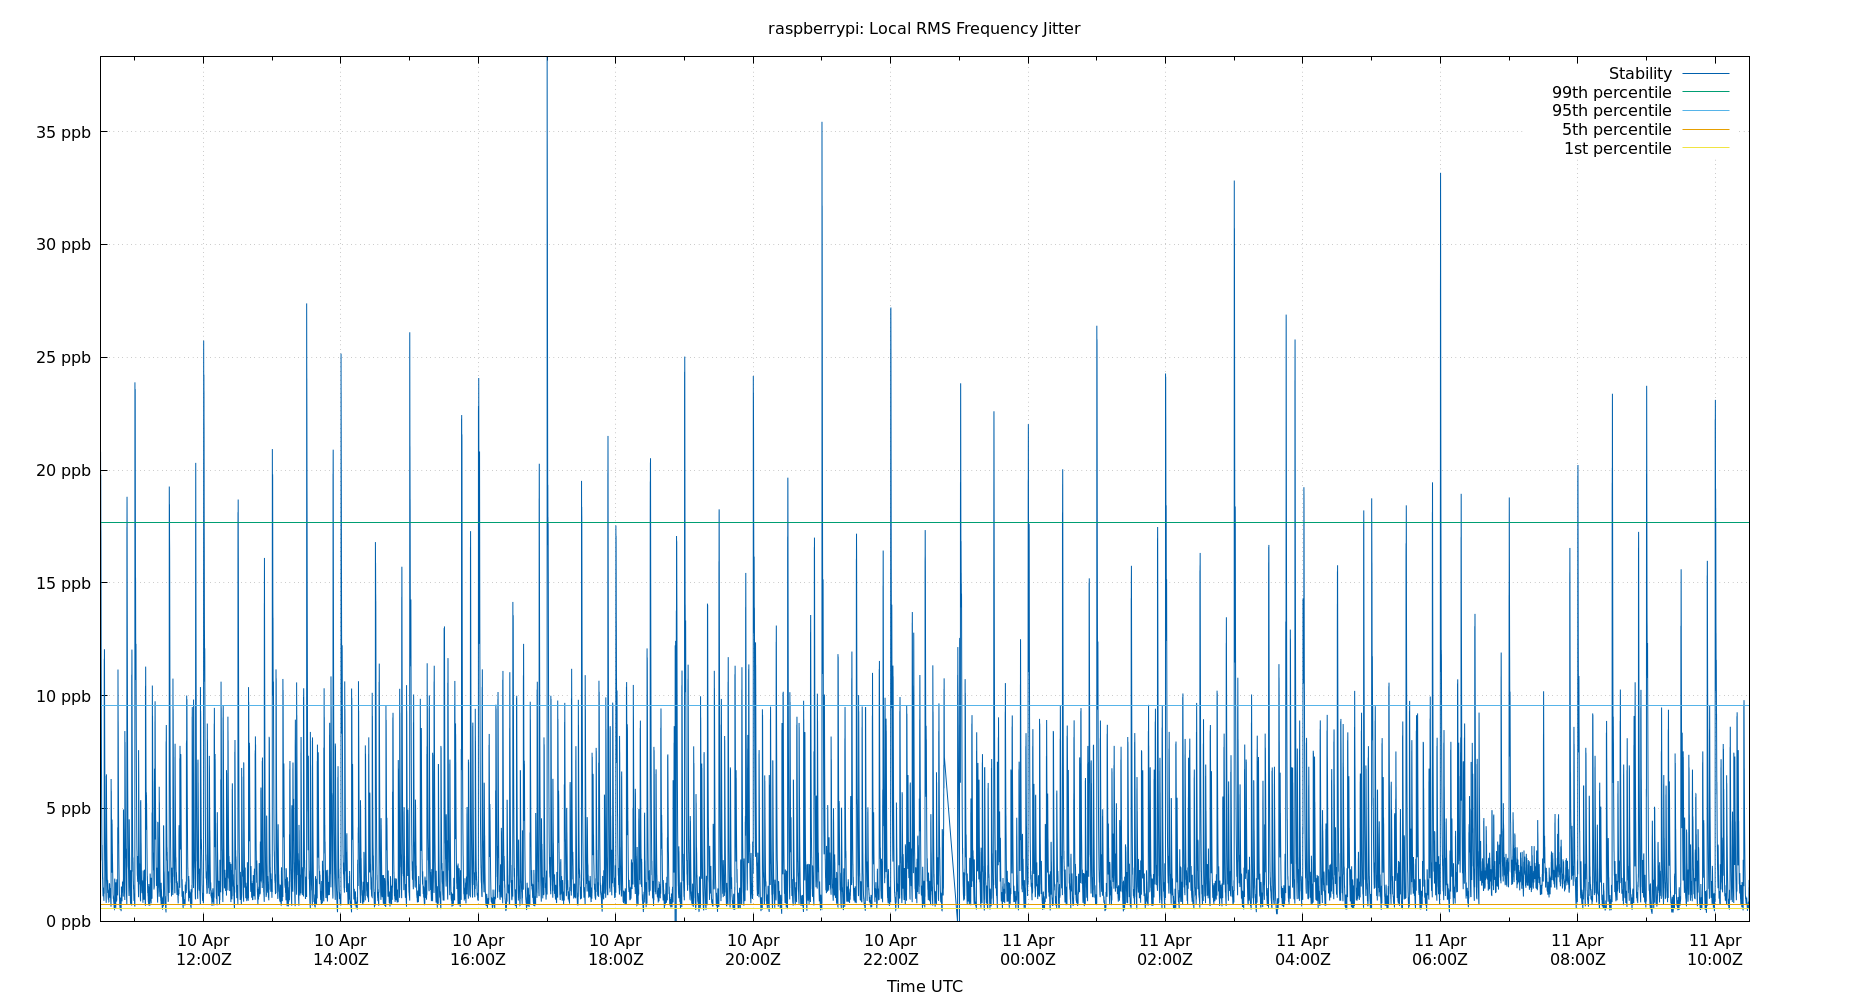 raspberrypi: Local RMS Frequency Jitter
Stability
99th percentile
95th percentile
5th percentile
1st percentile
35 ppb
30 ppb
25 ppb
20 ppb
15 ppb
10 ppb
5 ppb
0 ppb
10 Apr 10 Apr 10 Apr 10 Apr 10 Apr 10 Apr 11 Apr 11 Apr 11 Apr 11 Apr 11 Apr 11 Apr
12:00Z 14:00Z 16:00Z 18:00Z 20:00Z 22:00Z 00:00Z 02:00Z 04:00Z 06:00Z 08:00Z 10:00Z
Time UTC